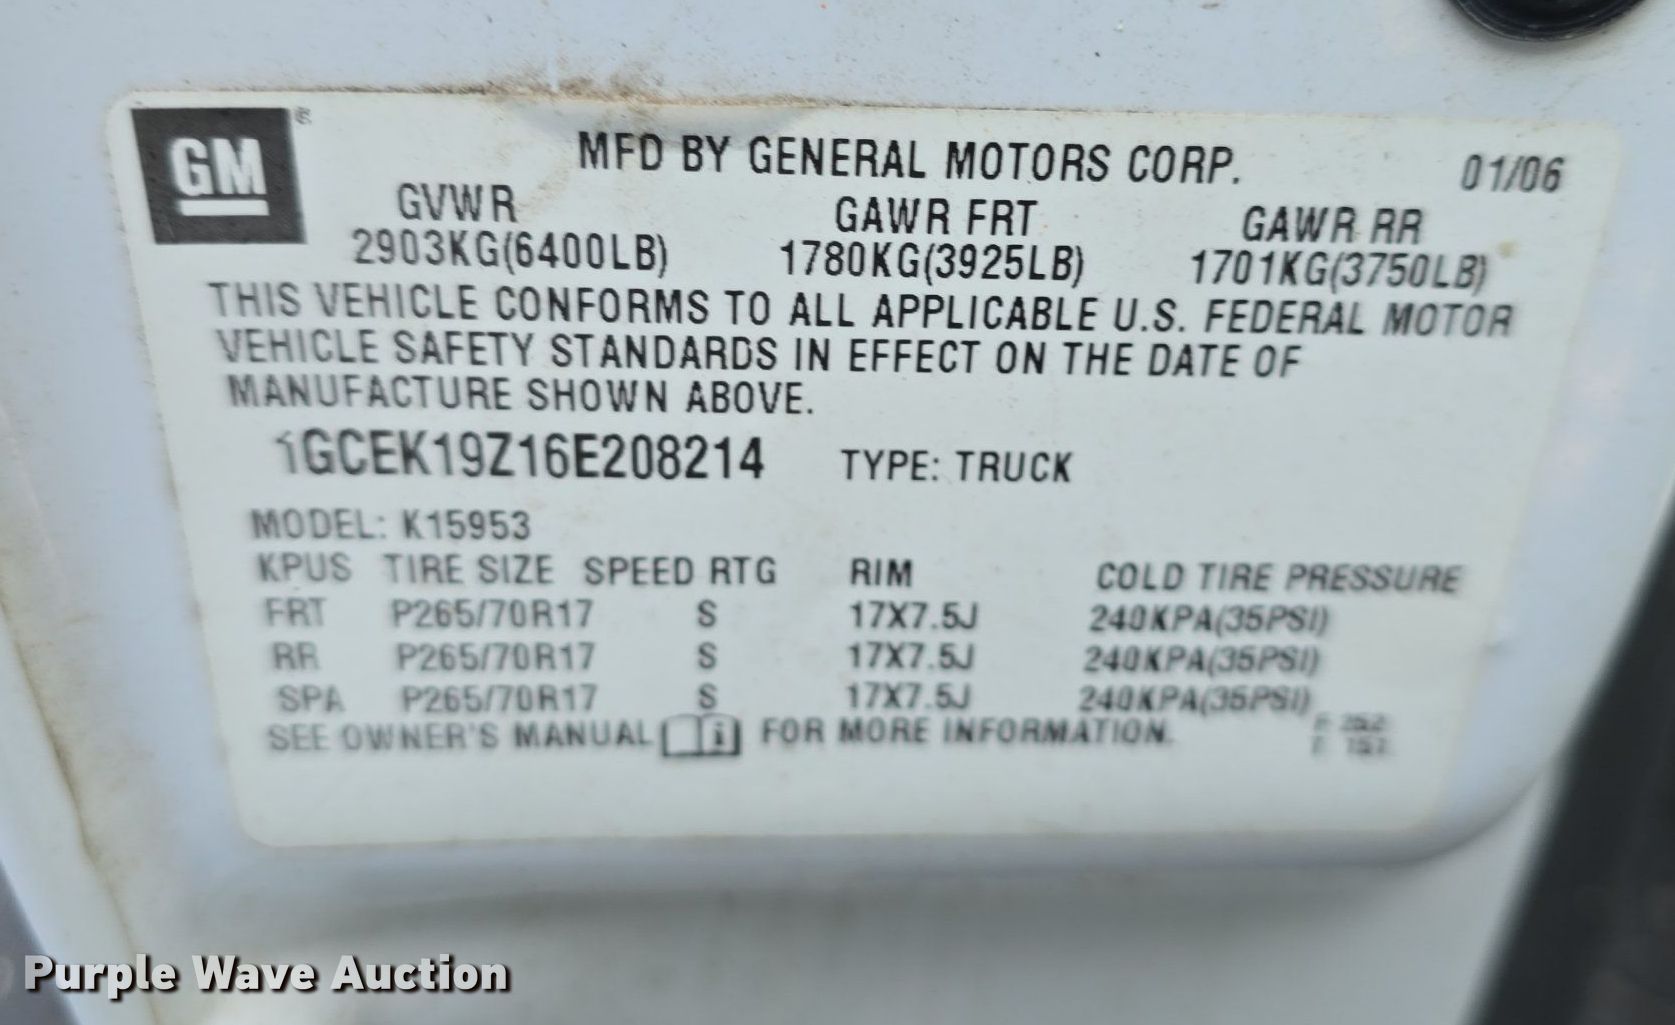 GM ®
MFD BY GENERAL MOTORS CORP. 01/06
GVWR GAWR FRT GAWR RR
2903KG(6400LB) 1780KG(3925LB) 1701KG(3750LB)
THIS VEHICLE CONFORMS TO ALL APPLICABLE U.S. FEDERAL MOTOR
VEHICLE SAFETY STANDARDS IN EFFECT ON THE DATE OF
MANUFACTURE SHOWN ABOVE.
1GCEK19Z16E208214 TYPE: TRUCK
MODEL: K15953
KPUS TIRE SIZE SPEED RTG RIM COLD TIRE PRESSURE
FRT P265/70R17 S 17X7.5J 240KPA(35PSI)
RR P265/70R17 S 17X7.5J 240KPA(35PSI)
SPA P265/70R17 S 17X7.5J 240KPA(35PSI)
SEE OWNER'S MANUAL i FOR MORE INFORMATION.
Purple Wave Auction